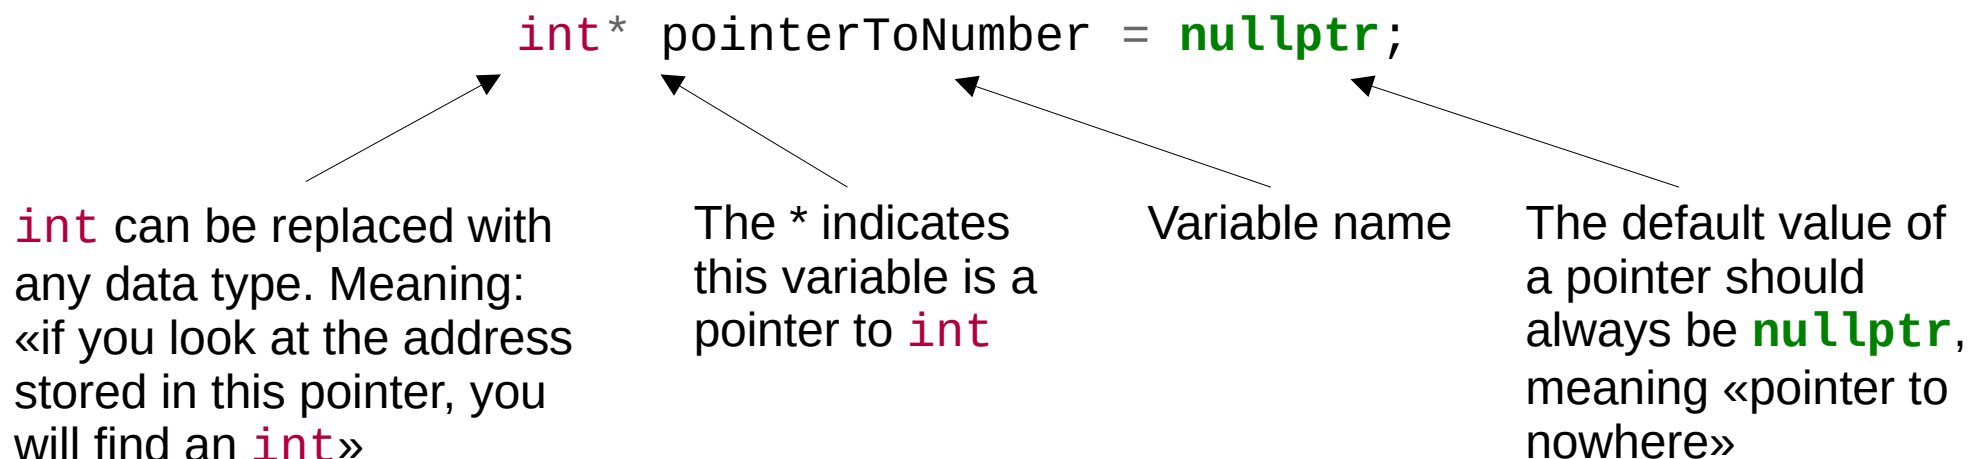 int* pointerToNumber = nullptr;
int can be replaced with
any data type. Meaning:
«if you look at the address
stored in this pointer, you
will find an int»
The * indicates
this variable is a
pointer to int
Variable name
The default value of
a pointer should
always be nullptr,
meaning «pointer to
nowhere»